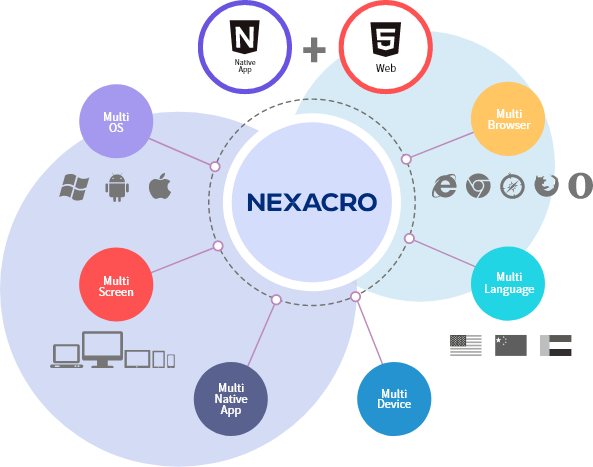 N
Native
App
+
5
Web
Multi
OS
Multi
Browser
NEXACRO
Multi
Screen
Multi
Language
Multi
Native
App
Multi
Device